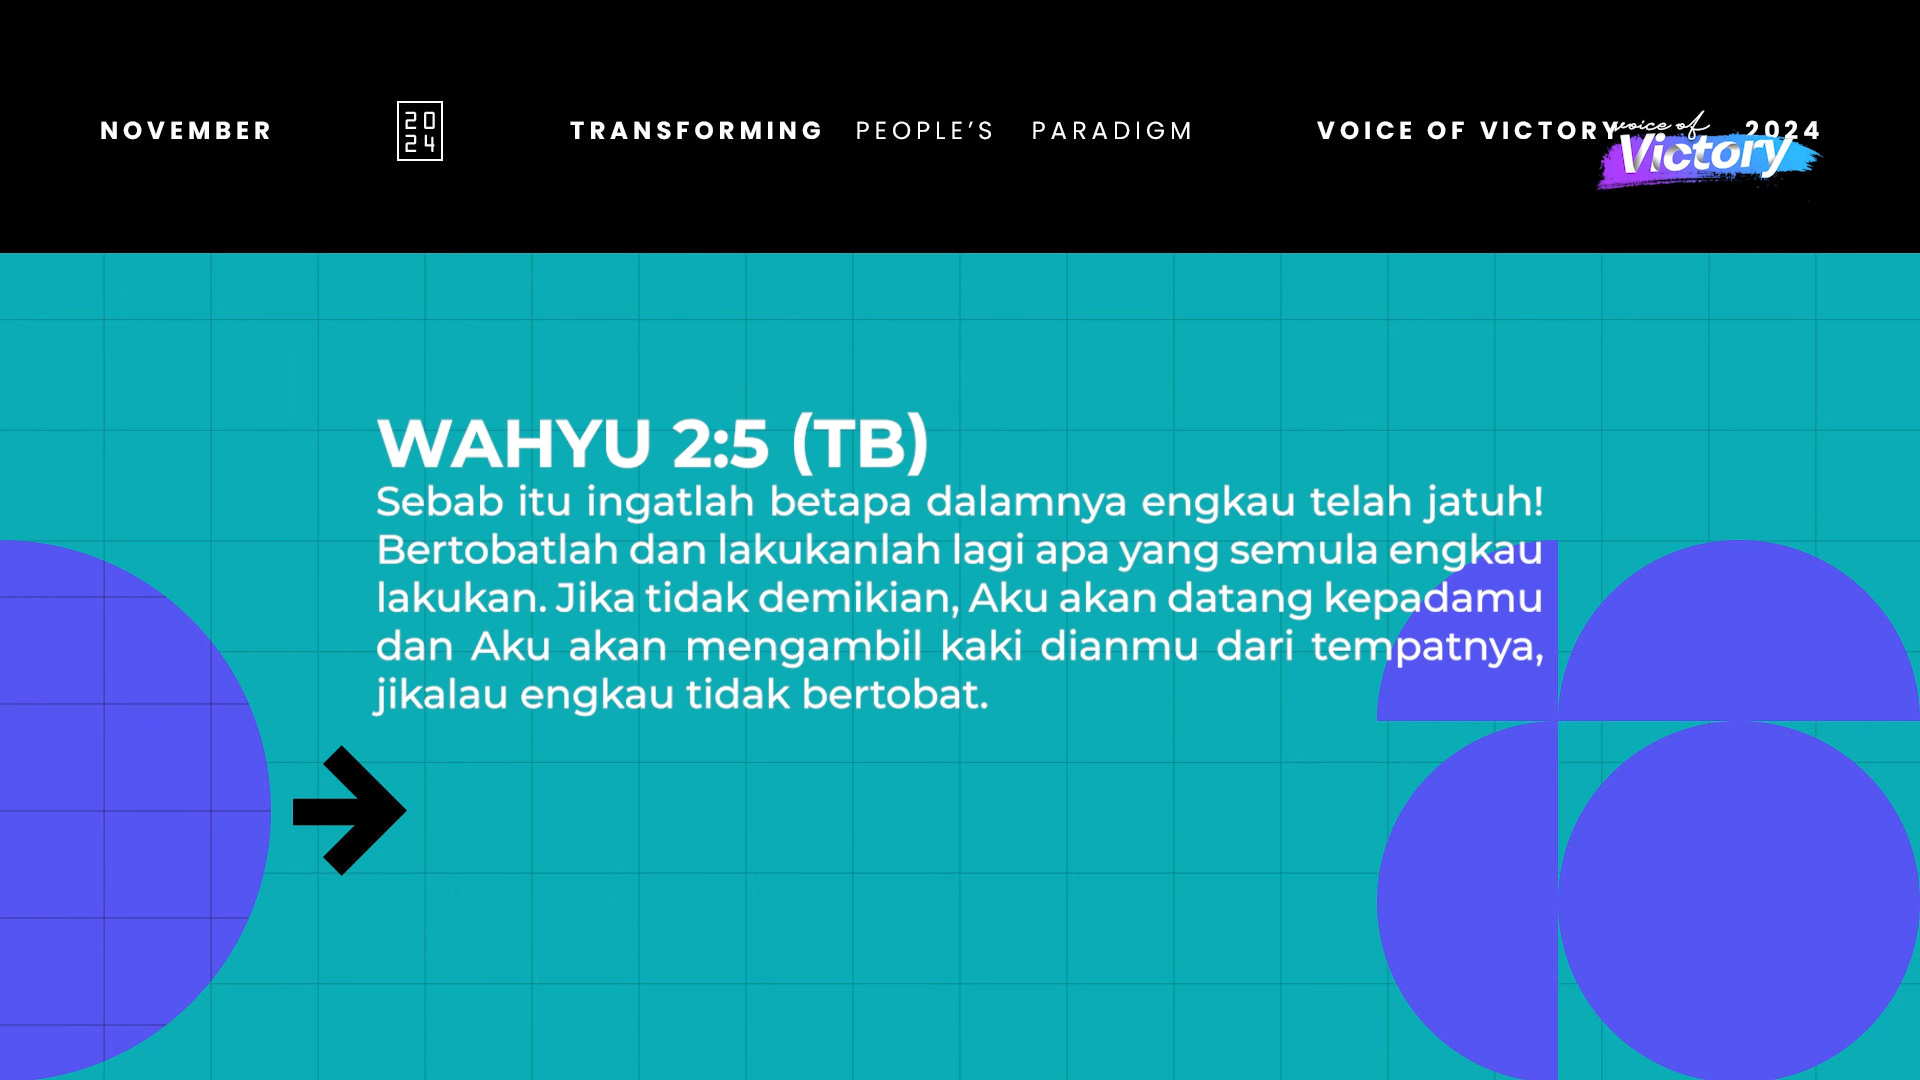 NOVEMBER
20
24
TRANSFORMING PEOPLE’S PARADIGM
VOICE OF VICTORY
2024
voice of
Victory
WAHYU 2:5 (TB)
Sebab itu ingatlah betapa dalamnya engkau telah jatuh!
Bertobatlah dan lakukanlah lagi apa yang semula engkau
lakukan. Jika tidak demikian, Aku akan datang kepadamu
dan Aku akan mengambil kaki dianmu dari tempatnya,
jikalau engkau tidak bertobat.